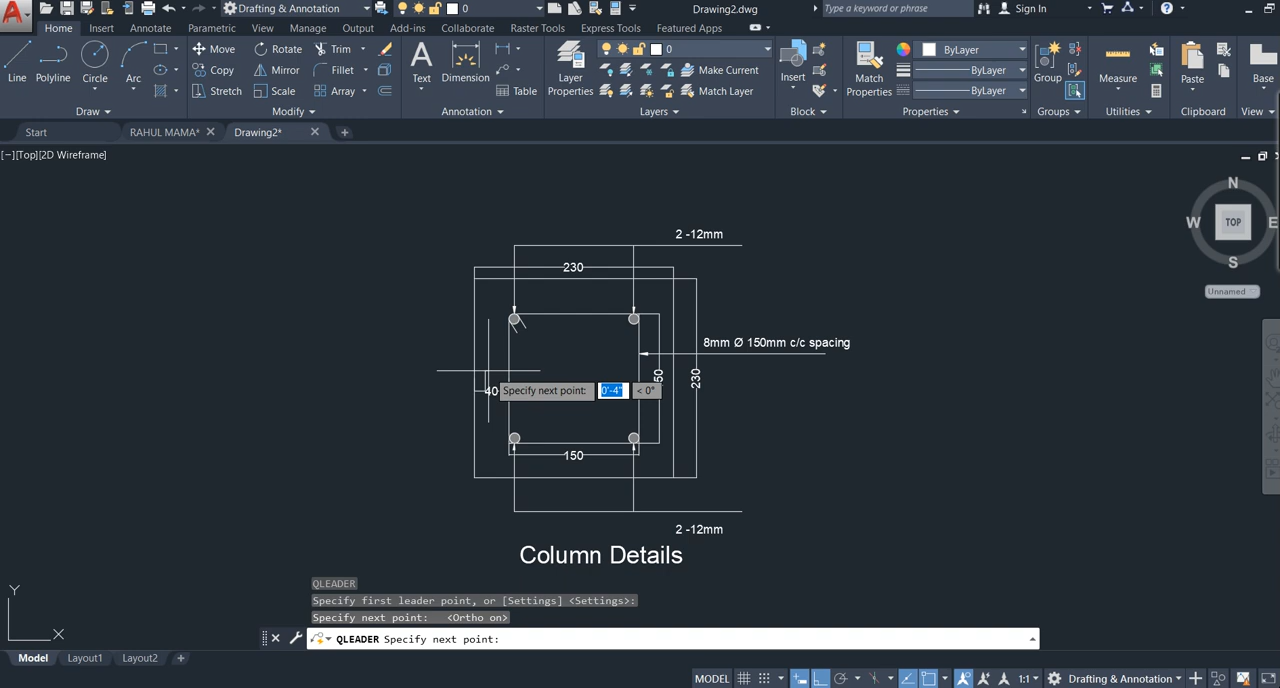 Drafting & Annotation
0
Drawing2.dwg
Type a keyword or phrase
Sign In
Home Insert Annotate Parametric View Manage Output Add-ins Collaborate Raster Tools Express Tools Featured Apps
Line
Polyline
Circle
Arc
Move
Copy
Stretch
Rotate
Mirror
Scale
Trim
Fillet
Array
Text
Dimension
Table
Layer
Properties
0
Make Current
Match Layer
Insert
Match
Properties
ByLayer
ByLayer
ByLayer
Group
Measure
Paste
Base
Draw Modify Annotation Layers Block Properties Groups Utilities Clipboard View
Start RAHUL MAMA* Drawing2*
[−][Top][2D Wireframe]
N
W TOP E
S
Unnamed
2 -12mm
230
8mm Ø 150mm c/c spacing
230
40 Specify next point: 0'-4" < 0°
150
2 -12mm
Column Details
Y
X
QLEADER
Specify first leader point, or [Settings] <Settings>:
Specify next point: <Ortho on>
QLEADER Specify next point:
Model Layout1 Layout2 +
MODEL 1:1 Drafting & Annotation